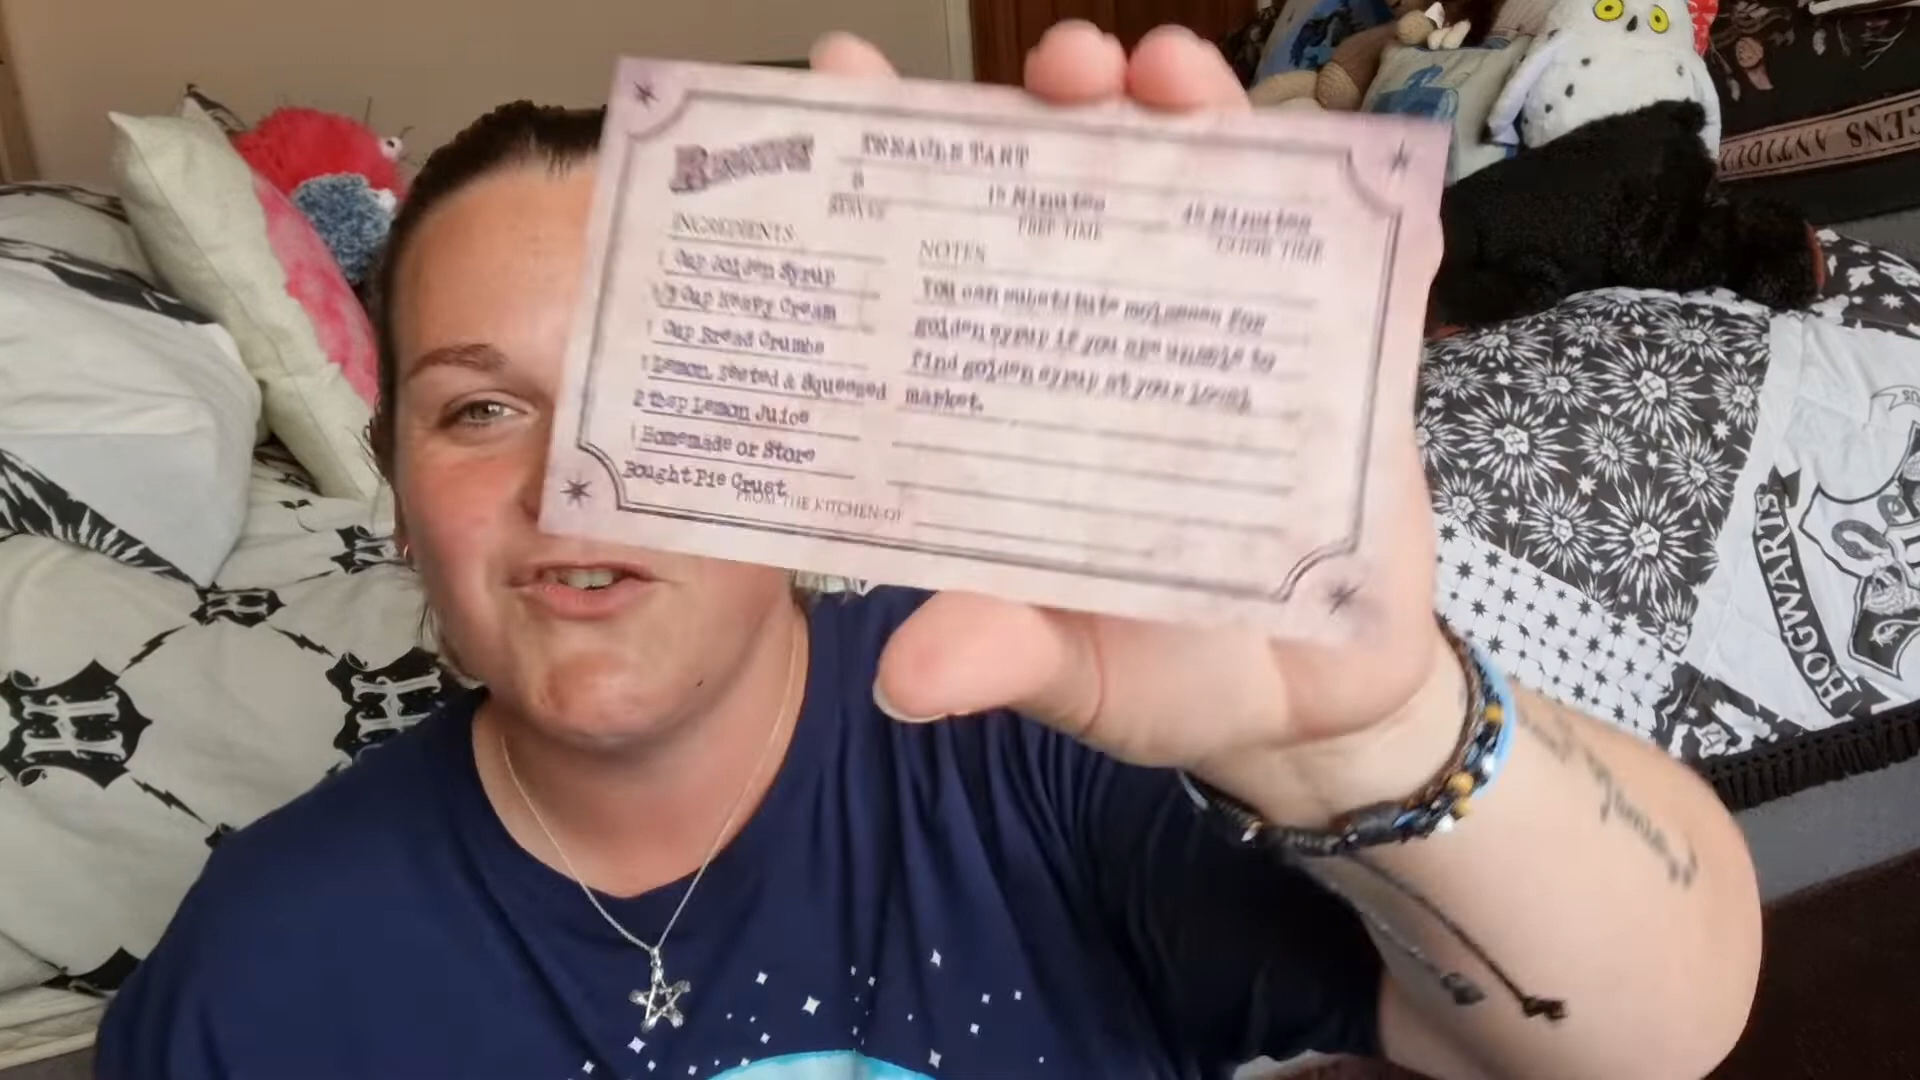 RECIPE
TREACLE TART
8
15 Minutes
45 Minutes
SERVES
PREP TIME
COOK TIME
INGREDIENTS:
1 Cup Golden Syrup
1/3 Cup Heavy Cream
1 Cup Bread Crumbs
1 Lemon, Zested & Squeezed
2 tbsp Lemon Juice
1 Homemade or Store
Bought Pie Crust
NOTES
You can substitute molasses for
golden syrup if you are unable to
find golden syrup at your local
market.
FROM THE KITCHEN OF
HOGWARTS
H
H
H